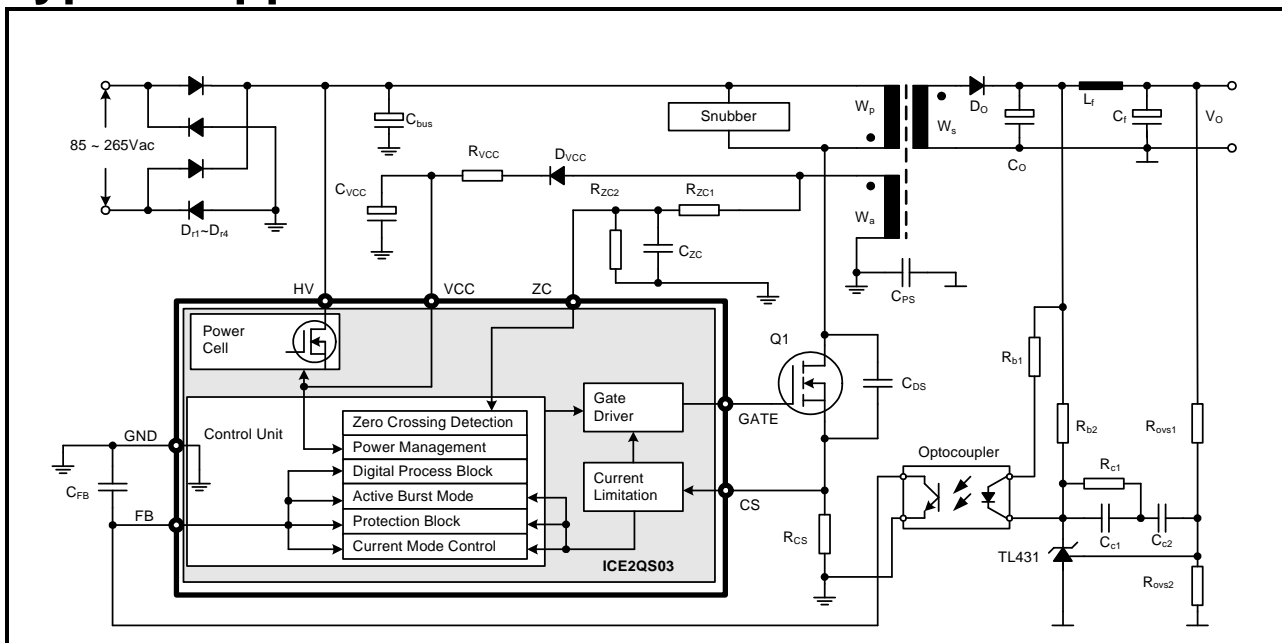 85 ~ 265Vac
Dr1~Dr4
Cbus
Snubber
Wp
Ws
DO
CO
Lf
Cf
VO
CVCC
RVCC
DVCC
RZC2
RZC1
CZC
Wa
CPS
HV
VCC
ZC
Power
Cell
Q1
CDS
Rb1
Gate
Driver
GATE
Control Unit
Zero Crossing Detection
Power Management
Digital Process Block
Active Burst Mode
Protection Block
Current Mode Control
Current
Limitation
CS
GND
CFB
FB
ICE2QS03
RCS
Optocoupler
Rb2
Rovs1
Rc1
Cc1
Cc2
TL431
Rovs2